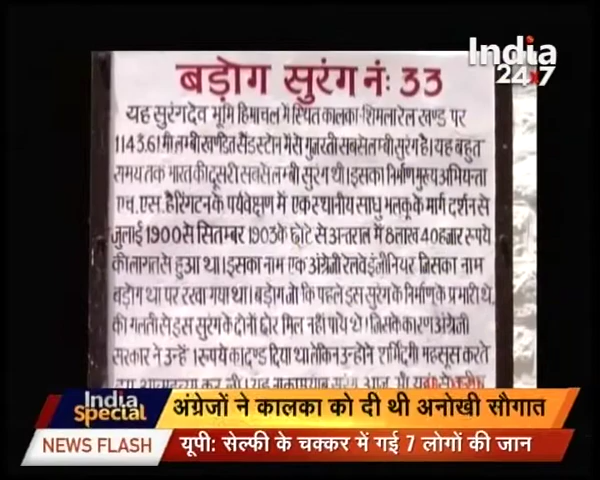 India
24x7
बड़ोग सुरंग नं: 33
यह सुरंग देव भूमि हिमाचल में स्थित कालका-शिमला रेल खण्ड पर
1143.61 मी लम्बी खण्डित सैंडस्टोन में से गुजरती सबसे लम्बी सुरंग है। यह बहुत
समय तक भारत की दूसरी सबसे लम्बी सुरंग थी। इसका निर्माण मुख्य अभियन्ता
एच.एस. हैरिंगटन के पर्यवेक्षण में एक स्थानीय साधु भलकू के मार्ग दर्शन से
जुलाई 1900 से सितम्बर 1903 के छोटे से अन्तराल में 8 लाख 40 हजार रूपये
की लागत से हुआ था। इसका नाम एक अंग्रेजी रेलवे इंजीनियर जिसका नाम
बड़ोग था पर रखा गया था। बड़ोग जो कि पहले इस सुरंग के निर्माण के प्रभारी थे,
की गलती से इस सुरंग के दोनों छोर मिल नहीं पाये थे। जिसके कारण अंग्रेजी
सरकार ने उन्हें 1 रूपये का दण्ड दिया था लेकिन उन्होंने शर्मिंदगी महसूस करते
India
Special
अंग्रेजों ने कालका को दी थी अनोखी सौगात
NEWS FLASH
यूपी: सेल्फी के चक्कर में गई 7 लोगों की जान